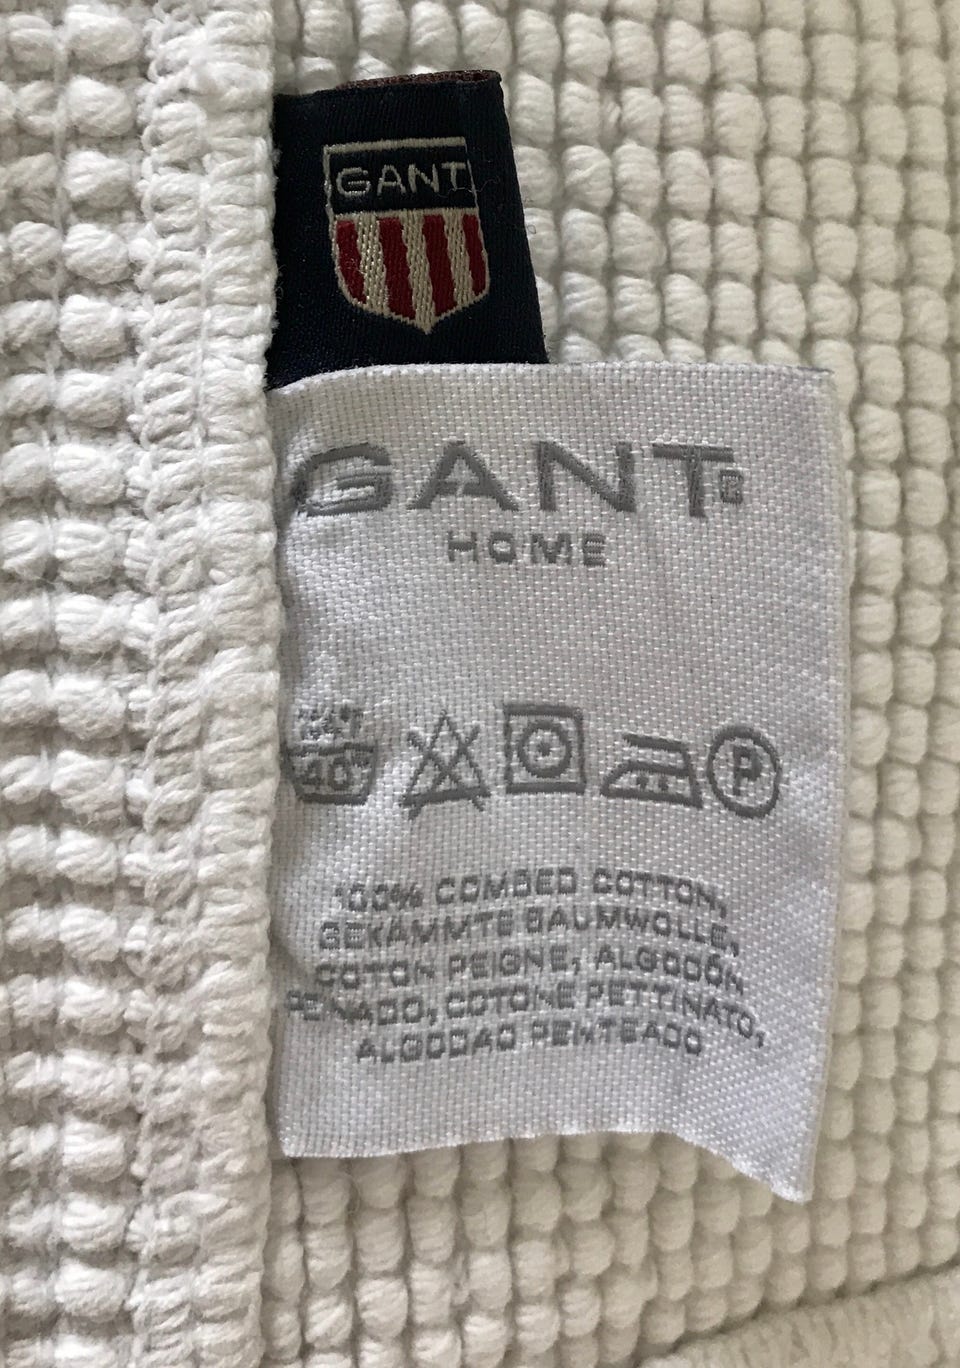 GANT
GANT®
HOME
40°
P
100% COMBED COTTON,
GEKÄMMTE BAUMWOLLE,
COTON PEIGNE, ALGODÓN
PEINADO, COTONE PETTINATO,
ALGODAO PENTEADO